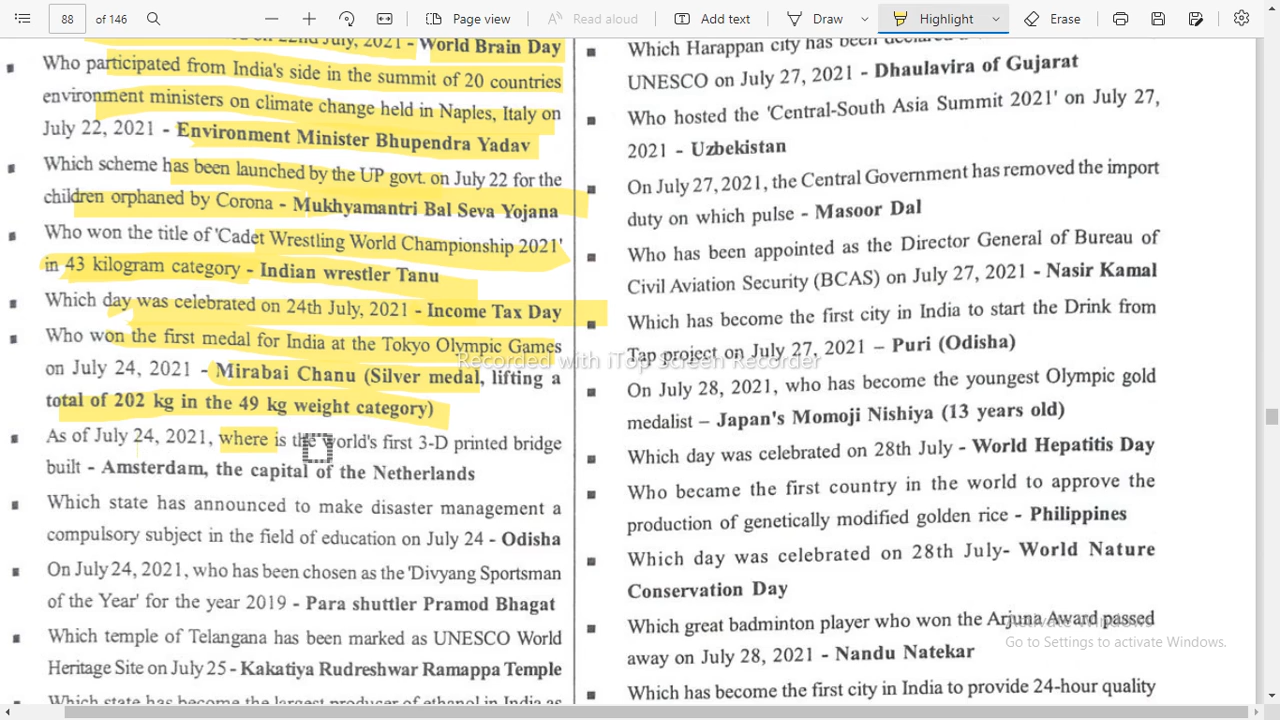 88
of 146
Page view
Read aloud
Add text
Draw
Highlight
Erase
22nd July, 2021 - World Brain Day
Who participated from India's side in the summit of 20 countries
environment ministers on climate change held in Naples, Italy on
July 22, 2021 - Environment Minister Bhupendra Yadav
Which scheme has been launched by the UP govt. on July 22 for the
children orphaned by Corona - Mukhyamantri Bal Seva Yojana
Who won the title of 'Cadet Wrestling World Championship 2021'
in 43 kilogram category - Indian wrestler Tanu
Which day was celebrated on 24th July, 2021 - Income Tax Day
Who won the first medal for India at the Tokyo Olympic Games
on July 24, 2021 - Mirabai Chanu (Silver medal, lifting a
total of 202 kg in the 49 kg weight category)
As of July 24, 2021, where is the world's first 3-D printed bridge
built - Amsterdam, the capital of the Netherlands
Which state has announced to make disaster management a
compulsory subject in the field of education on July 24 - Odisha
On July 24, 2021, who has been chosen as the 'Divyang Sportsman
of the Year' for the year 2019 - Para shuttler Pramod Bhagat
Which temple of Telangana has been marked as UNESCO World
Heritage Site on July 25 - Kakatiya Rudreshwar Ramappa Temple
Which state has become the largest producer of ethanol in India as
Which Harappan city has been
UNESCO on July 27, 2021 - Dhaulavira of Gujarat
Who hosted the 'Central-South Asia Summit 2021' on July 27,
2021 - Uzbekistan
On July 27, 2021, the Central Government has removed the import
duty on which pulse - Masoor Dal
Who has been appointed as the Director General of Bureau of
Civil Aviation Security (BCAS) on July 27, 2021 - Nasir Kamal
Which has become the first city in India to start the Drink from
Tap project on July 27, 2021 – Puri (Odisha)
On July 28, 2021, who has become the youngest Olympic gold
medalist – Japan's Momoji Nishiya (13 years old)
Which day was celebrated on 28th July - World Hepatitis Day
Who became the first country in the world to approve the
production of genetically modified golden rice - Philippines
Which day was celebrated on 28th July- World Nature
Conservation Day
Which great badminton player who won the Arjuna Award passed
away on July 28, 2021 - Nandu Natekar
Which has become the first city in India to provide 24-hour quality
Recorded with iTop Screen Recorder
Activate Windows
Go to Settings to activate Windows.